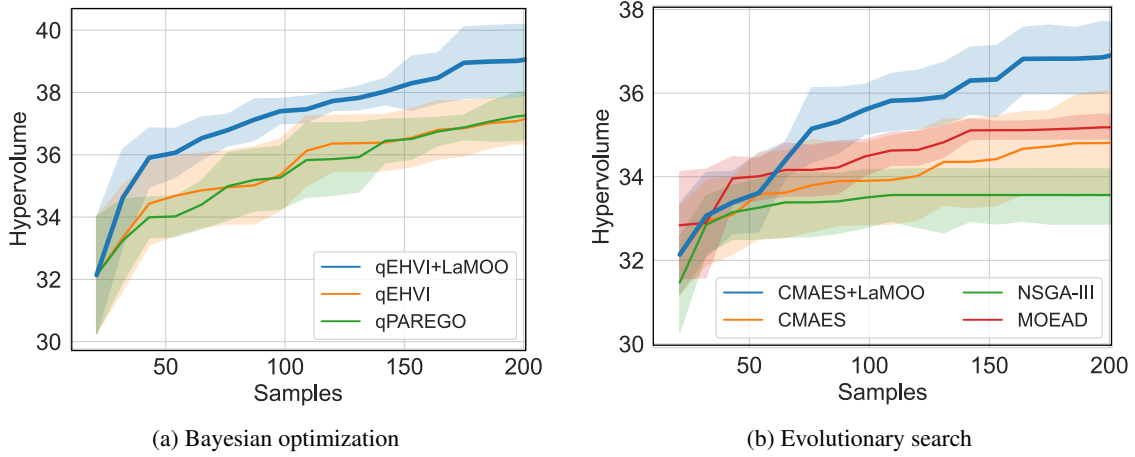 40
38
36
34
32
30
Hypervolume
50
100
150
200
Samples
qEHVI+LaMOO
qEHVI
qPAREGO
(a) Bayesian optimization
38
36
34
32
30
Hypervolume
50
100
150
200
Samples
CMAES+LaMOO
CMAES
NSGA-III
MOEAD
(b) Evolutionary search